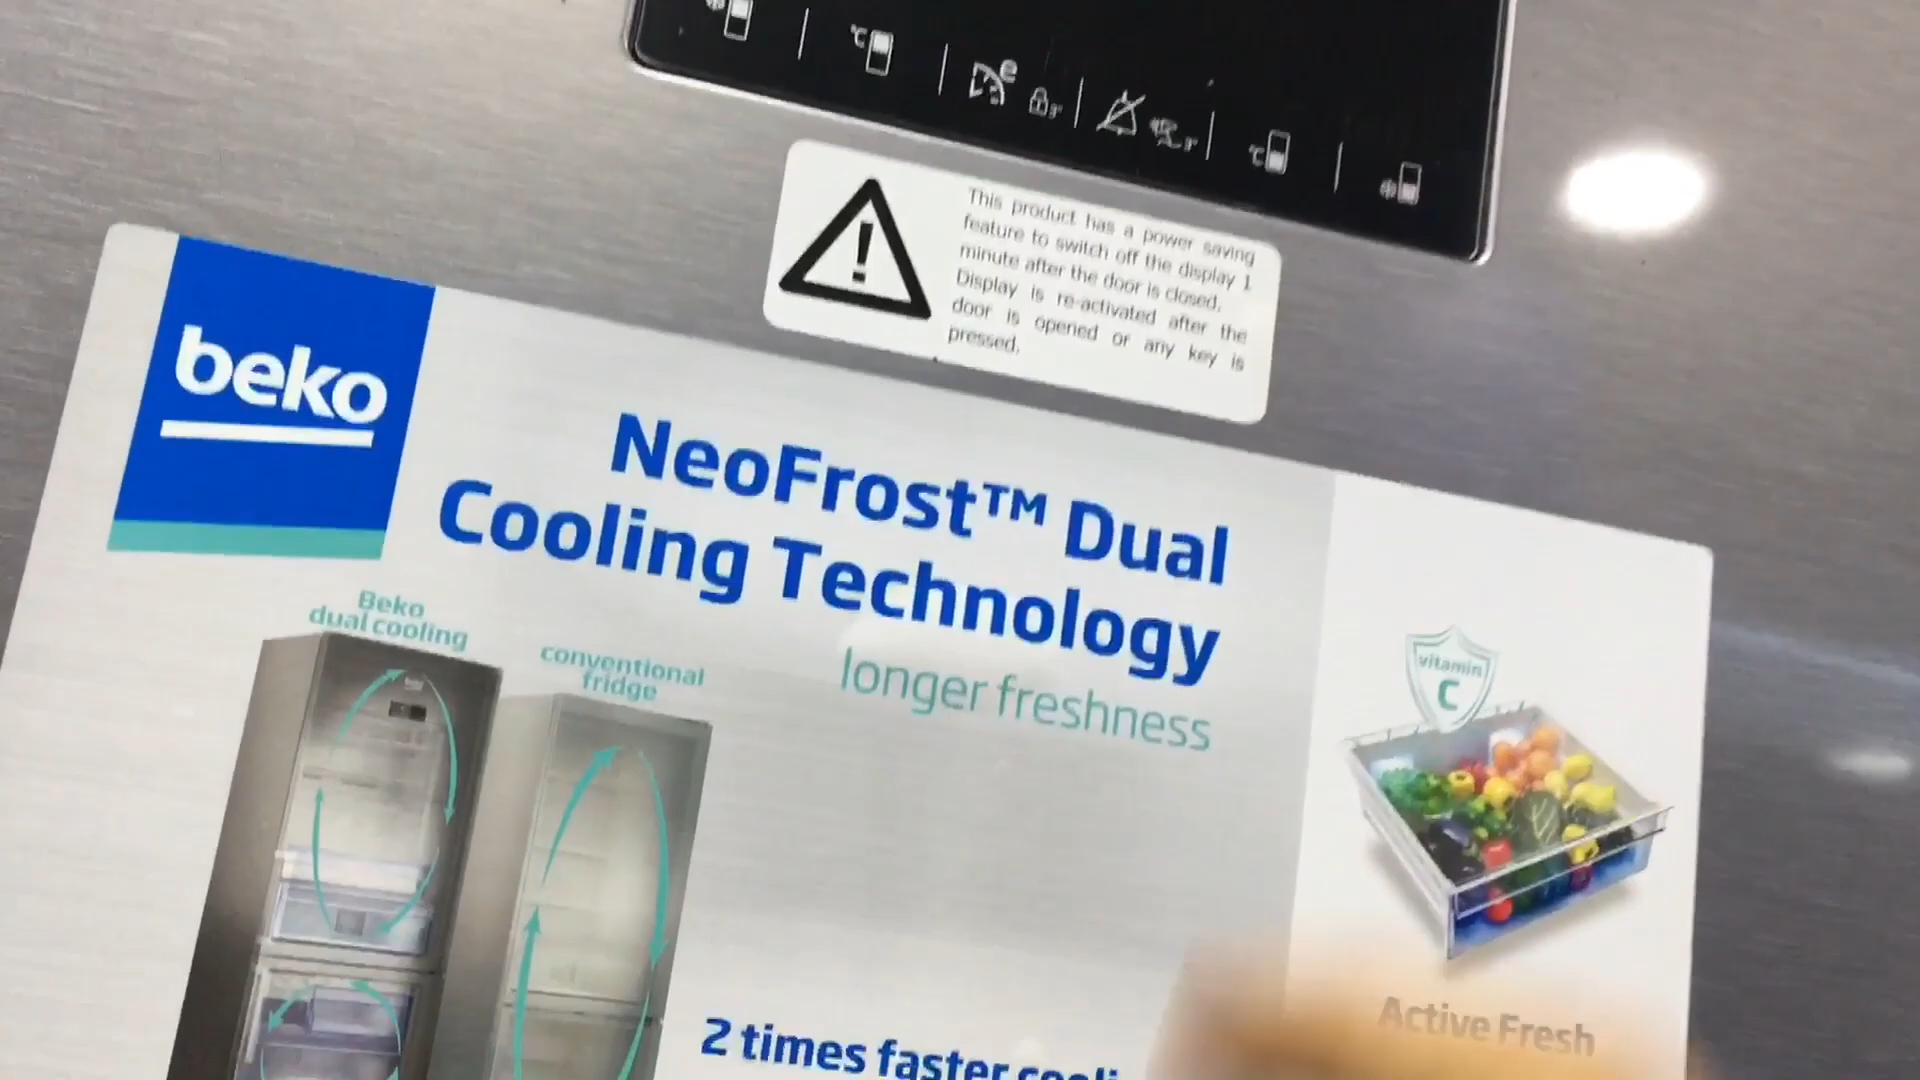 This product has a power saving
feature to switch off the display 1
minute after the door is closed.
Display is re-activated after the
door is opened or any key is
pressed.
beko
NeoFrost™ Dual
Cooling Technology
longer freshness
Beko
dual cooling
conventional
fridge
vitamin
C
Active Fresh
2 times faster